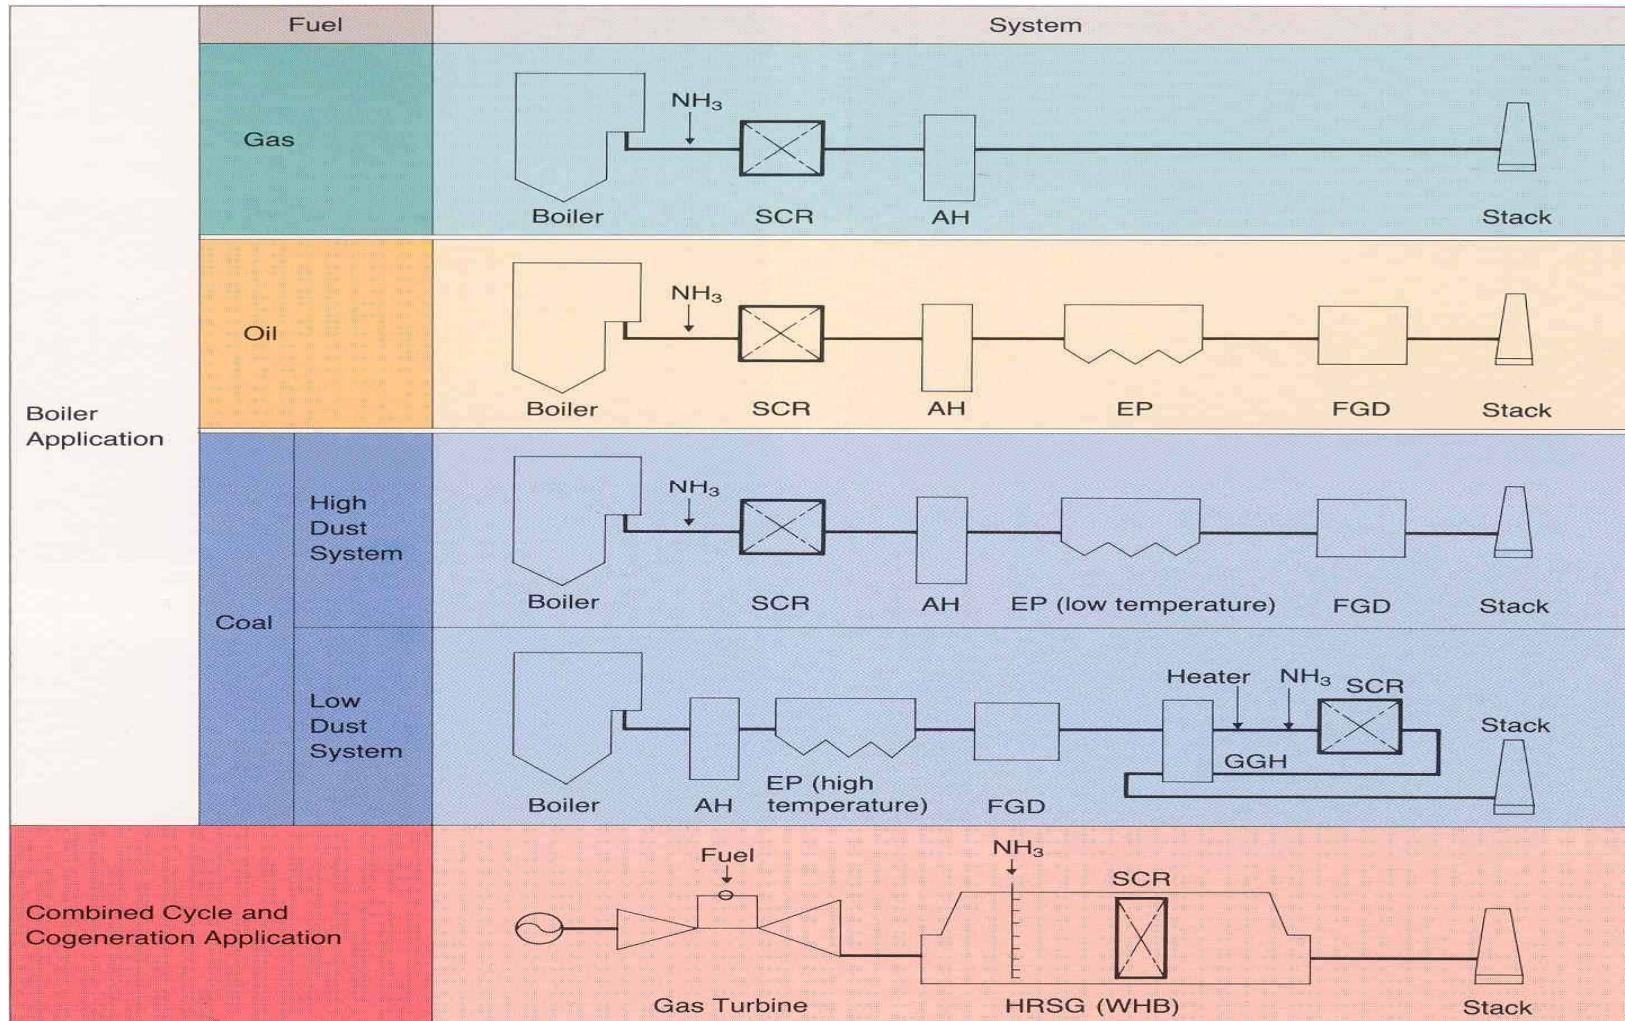 Fuel
System
Boiler
Application
Gas
NH₃
Boiler
SCR
AH
Stack
Oil
NH₃
Boiler
SCR
AH
EP
FGD
Stack
Coal
High
Dust
System
NH₃
Boiler
SCR
AH
EP (low temperature)
FGD
Stack
Low
Dust
System
Heater
NH₃
SCR
Stack
GGH
Boiler
AH
EP (high
temperature)
FGD
Combined Cycle and
Cogeneration Application
Fuel
NH₃
SCR
Gas Turbine
HRSG (WHB)
Stack